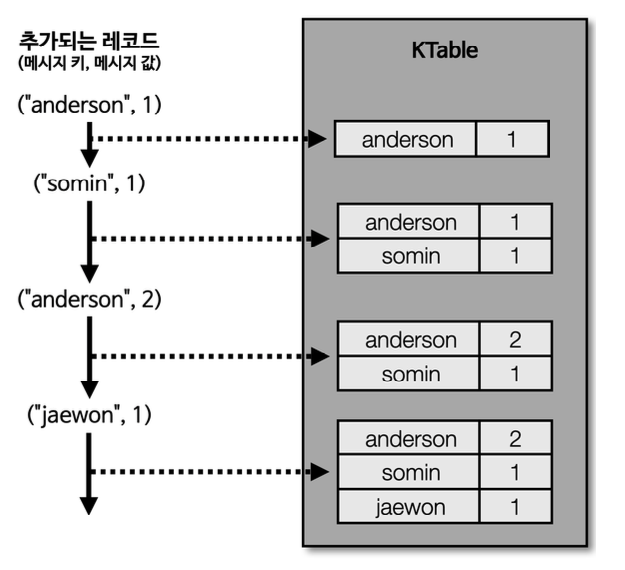 추가되는 레코드
(메시지 키, 메시지 값)
KTable
("anderson", 1)
anderson 1
("somin", 1)
anderson 1
somin 1
("anderson", 2)
anderson 2
somin 1
("jaewon", 1)
anderson 2
somin 1
jaewon 1